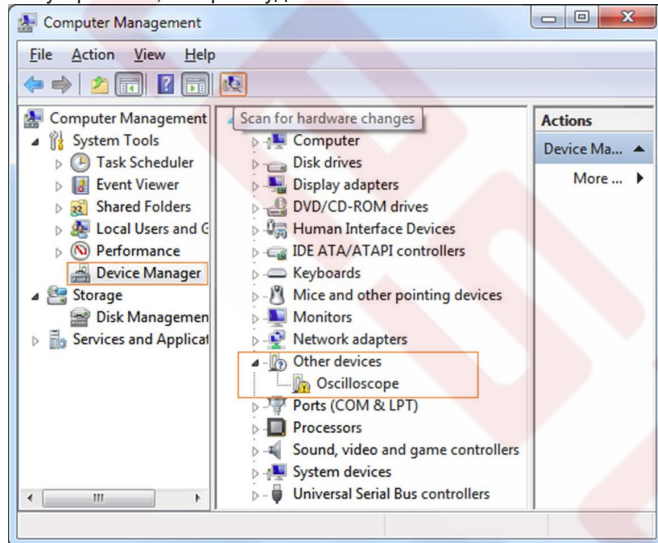 Computer Management
File Action View Help
Scan for hardware changes
Computer Management
System Tools
Task Scheduler
Event Viewer
Shared Folders
Local Users and G
Performance
Device Manager
Storage
Disk Managemen
Services and Applicat
Computer
Disk drives
Display adapters
DVD/CD-ROM drives
Human Interface Devices
IDE ATA/ATAPI controllers
Keyboards
Mice and other pointing devices
Monitors
Network adapters
Other devices
Oscilloscope
Ports (COM & LPT)
Processors
Sound, video and game controllers
System devices
Universal Serial Bus controllers
Actions
Device Ma...
More ...